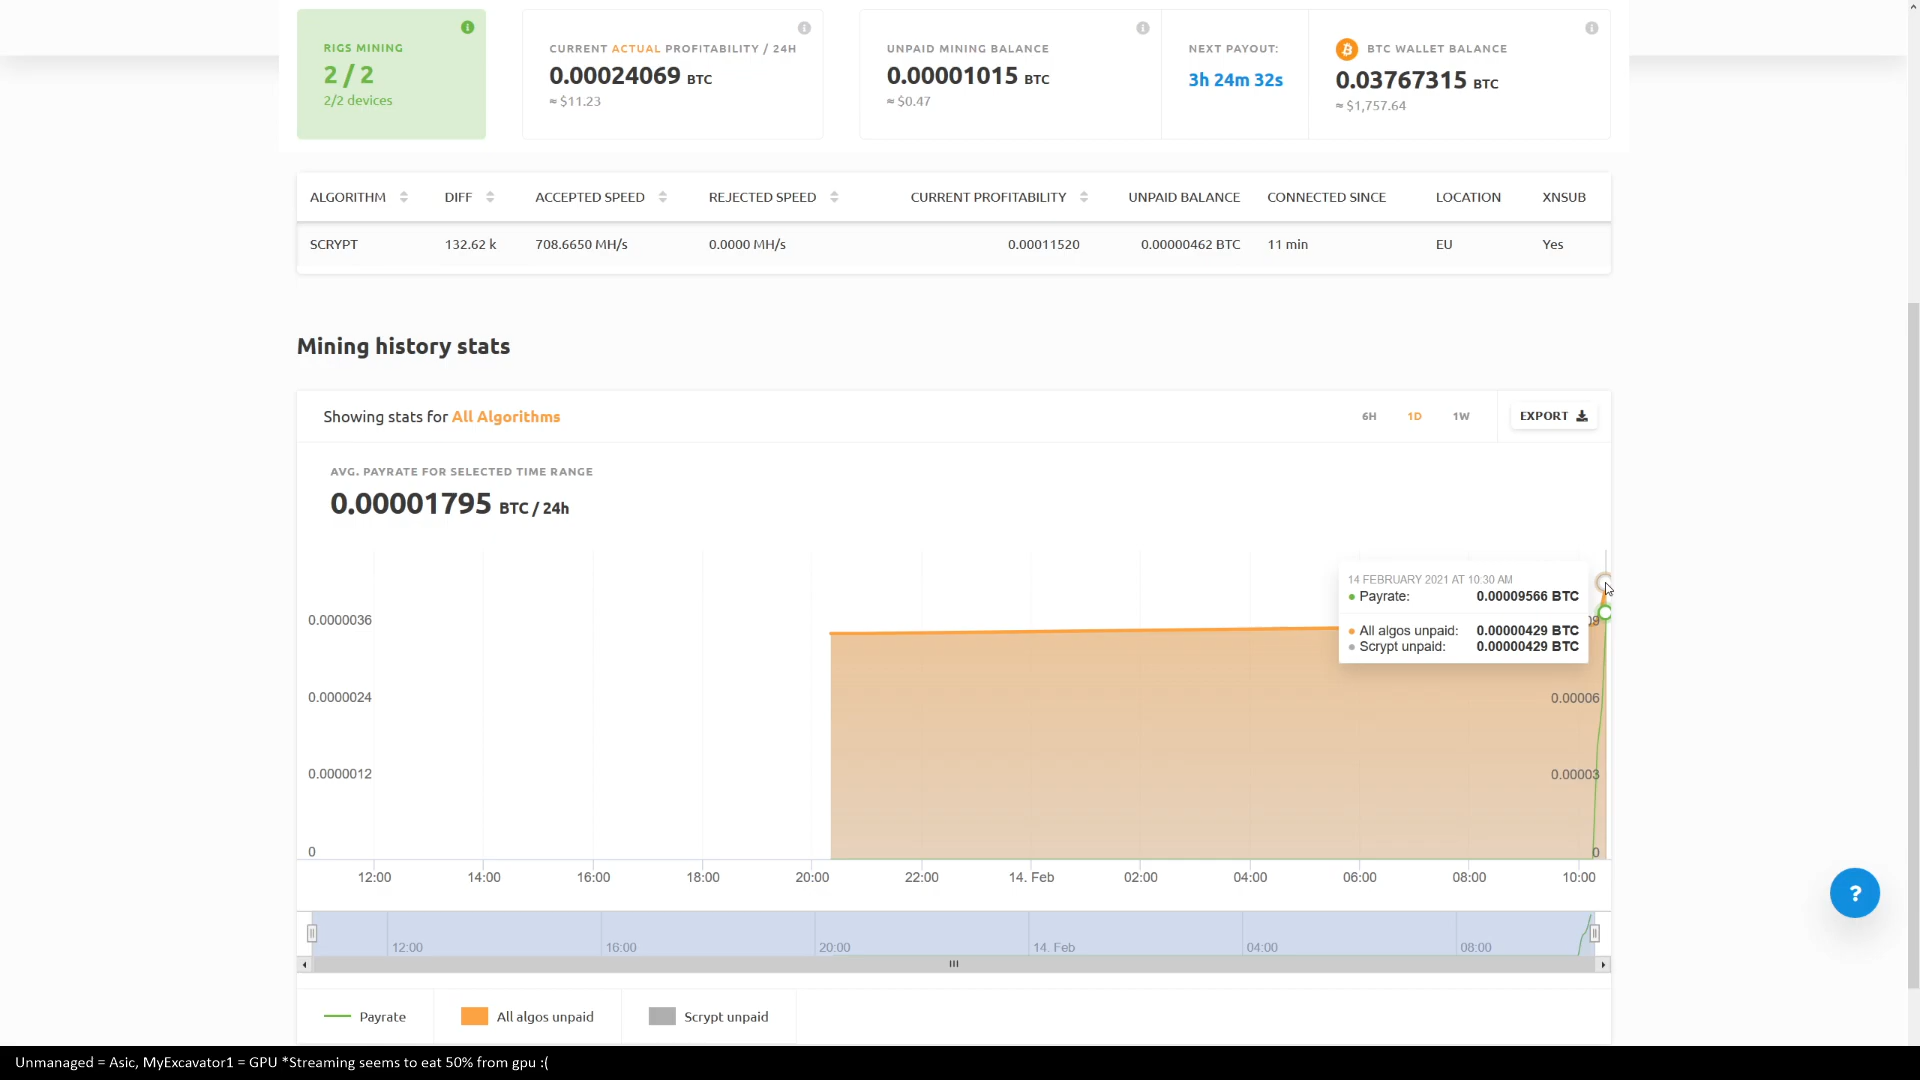 RIGS MINING
2 / 2
2/2 devices
CURRENT ACTUAL PROFITABILITY / 24H
0.00024069 BTC
≈ $11.23
UNPAID MINING BALANCE
0.00001015 BTC
≈ $0.47
NEXT PAYOUT:
3h 24m 32s
BTC WALLET BALANCE
0.03767315 BTC
≈ $1,757.64
ALGORITHM DIFF ACCEPTED SPEED REJECTED SPEED CURRENT PROFITABILITY UNPAID BALANCE CONNECTED SINCE LOCATION XNSUB
SCRYPT 132.62 k 708.6650 MH/s 0.0000 MH/s 0.00011520 0.00000462 BTC 11 min EU Yes
Mining history stats
Showing stats for All Algorithms
6H 1D 1W EXPORT
AVG. PAYRATE FOR SELECTED TIME RANGE
0.00001795 BTC / 24h
14 FEBRUARY 2021 AT 10:30 AM
Payrate: 0.00009566 BTC
All algos unpaid: 0.00000429 BTC
Scrypt unpaid: 0.00000429 BTC
0.0000036
0.0000024 0.00006
0.0000012 0.00003
0 0
12:00 14:00 16:00 18:00 20:00 22:00 14. Feb 02:00 04:00 06:00 08:00 10:00
12:00 16:00 20:00 14. Feb 04:00 08:00
Payrate All algos unpaid Scrypt unpaid
?
Unmanaged = Asic, MyExcavator1 = GPU *Streaming seems to eat 50% from gpu :(